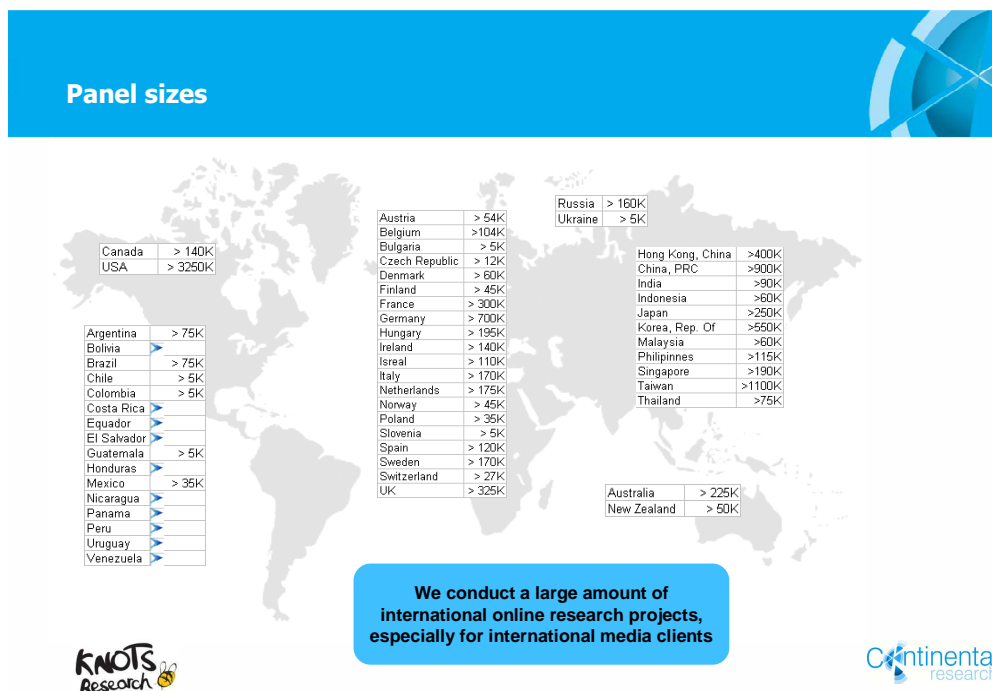 Panel sizes
Canada > 140K
USA > 3250K
Argentina > 75K
Bolivia
Brazil > 75K
Chile > 5K
Colombia > 5K
Costa Rica
Equador
El Salvador
Guatemala > 5K
Honduras
Mexico > 35K
Nicaragua
Panama
Peru
Uruguay
Venezuela
Austria > 54K
Belgium >104K
Bulgaria > 5K
Czech Republic > 12K
Denmark > 60K
Finland > 45K
France > 300K
Germany > 700K
Hungary > 195K
Ireland > 140K
Isreal > 110K
Italy > 170K
Netherlands > 175K
Norway > 45K
Poland > 35K
Slovenia > 5K
Spain > 120K
Sweden > 170K
Switzerland > 27K
UK > 325K
Russia > 160K
Ukraine > 5K
Hong Kong, China >400K
China, PRC >900K
India >90K
Indonesia >60K
Japan >250K
Korea, Rep. Of >550K
Malaysia >60K
Philipinnes >115K
Singapore >190K
Taiwan >1100K
Thailand >75K
Australia > 225K
New Zealand > 50K
We conduct a large amount of
international online research projects,
especially for international media clients
KNOTS
Research
Continenta
research